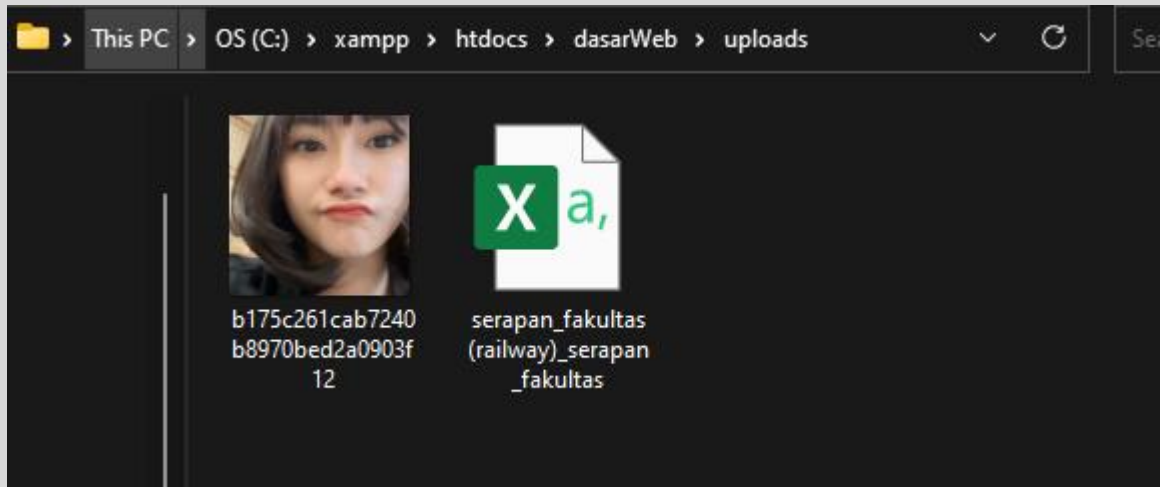 This PC > OS (C:) > xampp > htdocs > dasarWeb > uploads
b175c261cab7240
b8970bed2a0903f
12
X a,
serapan_fakultas
(railway)_serapan
_fakultas